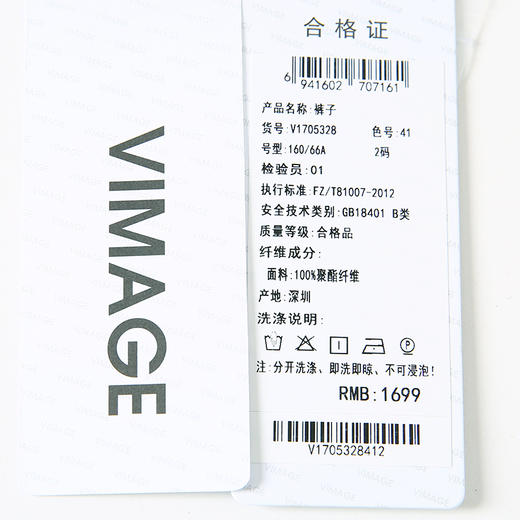 VIMAGE
合格证
6 941602 707161
产品名称:裤子
货号:V1705328 色号:41
号型:160/66A 2码
检验员:01
执行标准:FZ/T81007-2012
安全技术类别:GB18401 B类
质量等级:合格品
纤维成分:
面料:100%聚酯纤维
产地:深圳
洗涤说明:
注:分开洗涤、即洗即晾、不可浸泡!
RMB:1699
V1705328412